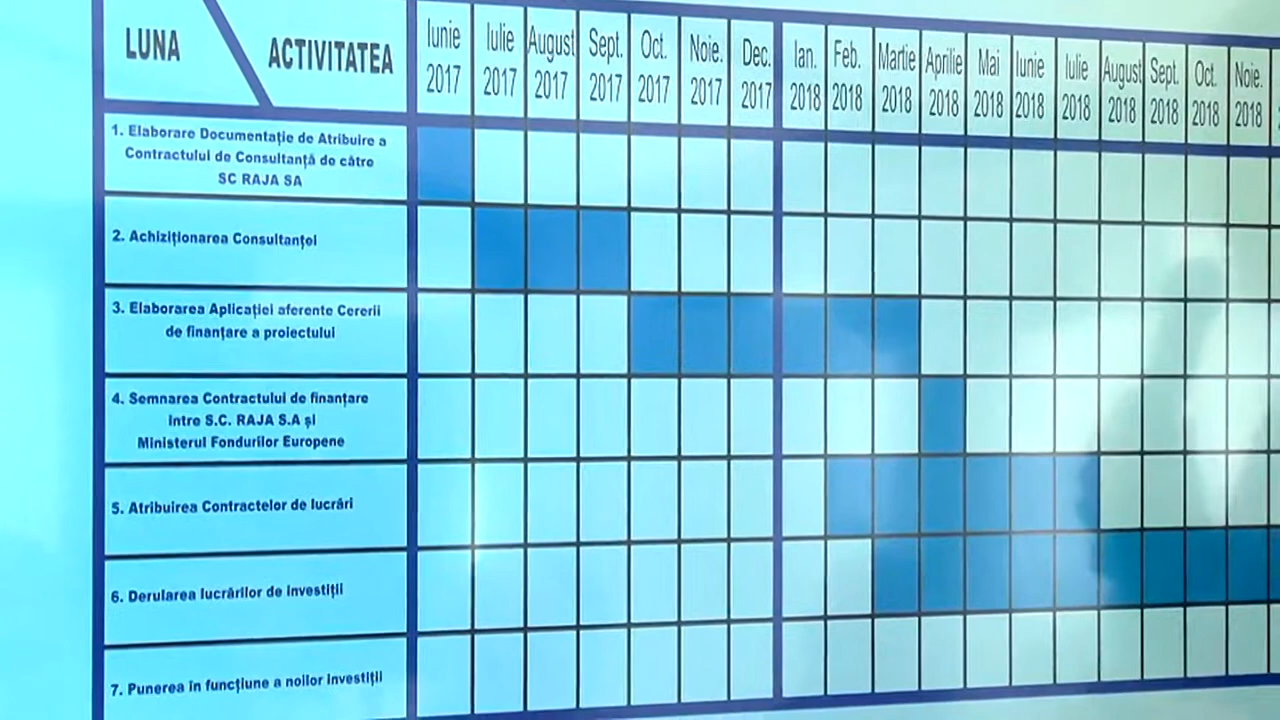 LUNA
ACTIVITATEA
Iunie 2017
Iulie 2017
August 2017
Sept. 2017
Oct. 2017
Noie. 2017
Dec. 2017
Ian. 2018
Feb. 2018
Martie 2018
Aprilie 2018
Mai 2018
Iunie 2018
Iulie 2018
August 2018
Sept. 2018
Oct. 2018
Noie. 2018
1. Elaborare Documentație de Atribuire a
Contractului de Consultanță de către
SC RAJA SA
2. Achiziționarea Consultanței
3. Elaborarea Aplicației aferente Cererii
de finanțare a proiectului
4. Semnarea Contractului de finanțare
între S.C. RAJA S.A și
Ministerul Fondurilor Europene
5. Atribuirea Contractelor de lucrări
6. Derularea lucrărilor de investiții
7. Punerea în funcțiune a noilor investiții